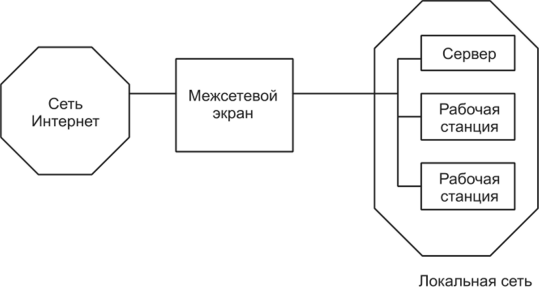 Сеть
Интернет
Межсетевой
экран
Сервер
Рабочая
станция
Рабочая
станция
Локальная сеть